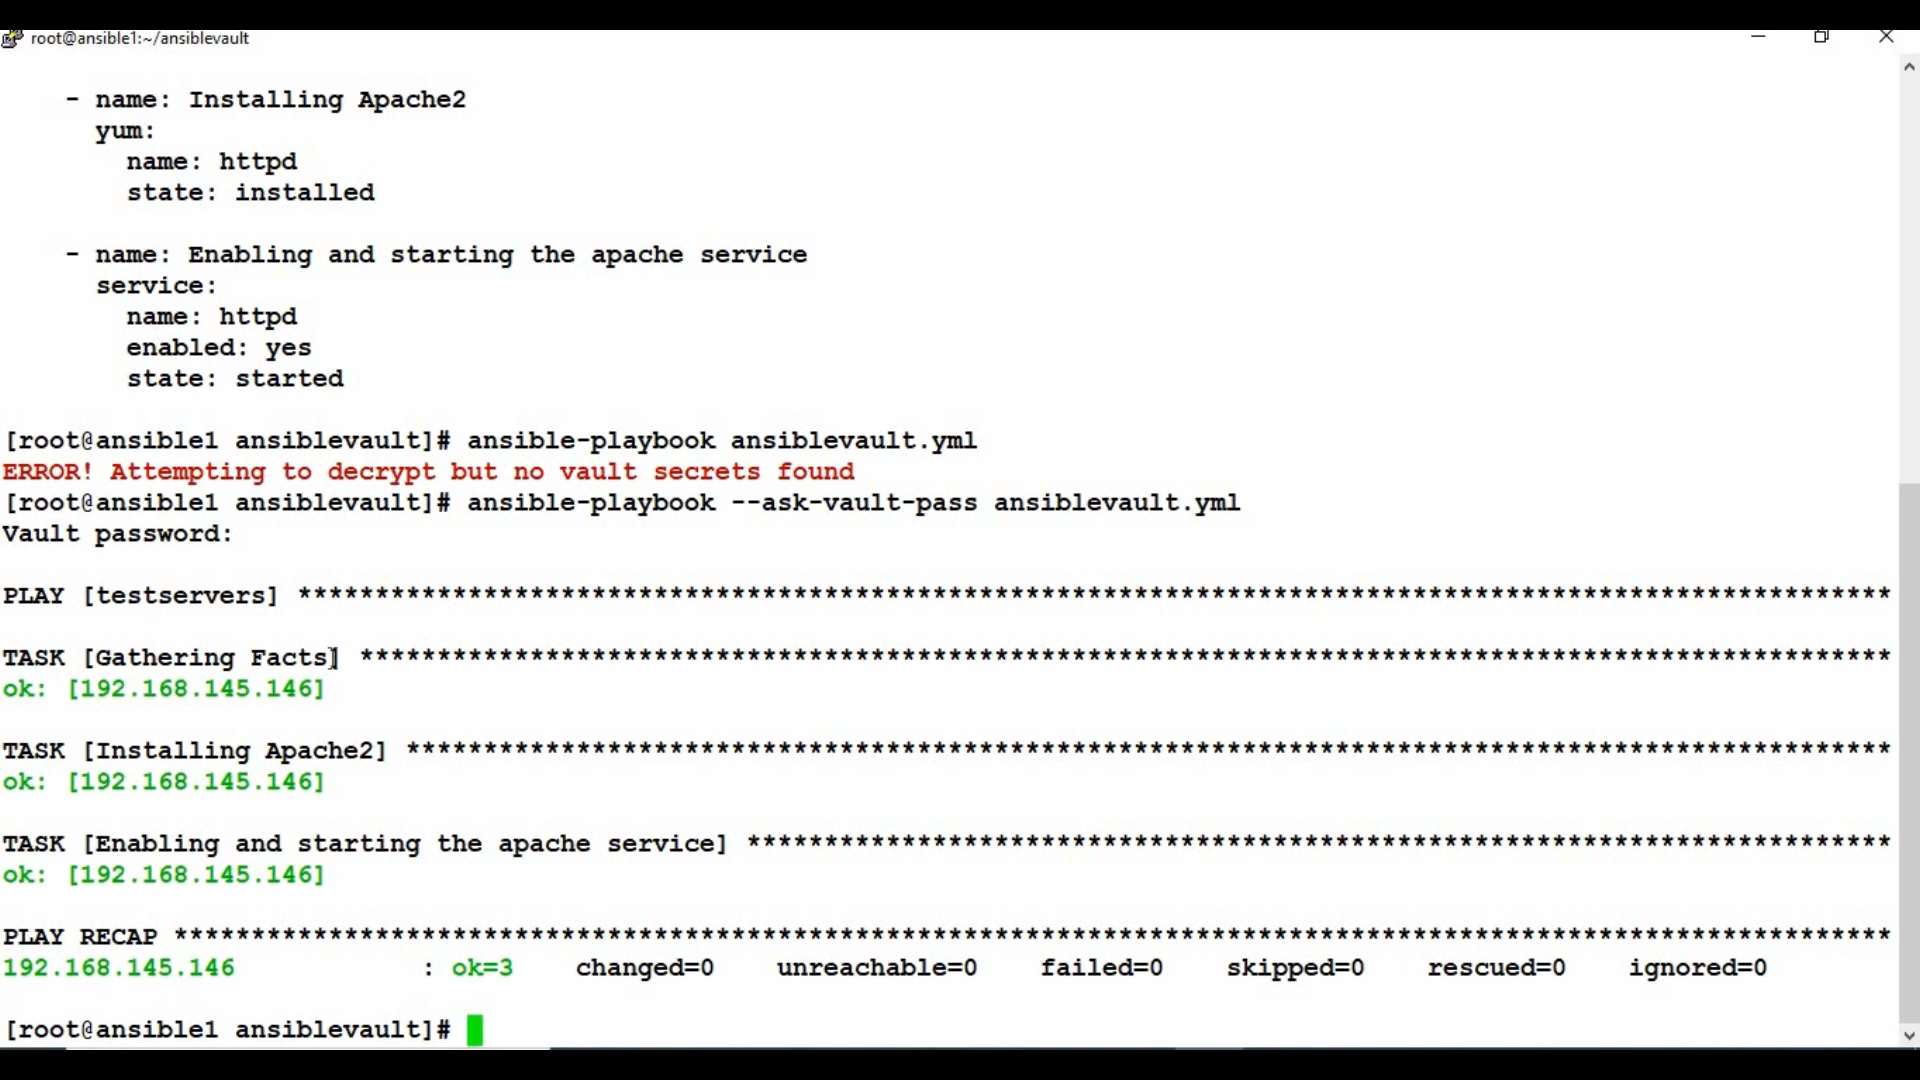 root@ansible1:~/ansiblevault
- name: Installing Apache2
yum:
name: httpd
state: installed
- name: Enabling and starting the apache service
service:
name: httpd
enabled: yes
state: started
[root@ansible1 ansiblevault]# ansible-playbook ansiblevault.yml
ERROR! Attempting to decrypt but no vault secrets found
[root@ansible1 ansiblevault]# ansible-playbook --ask-vault-pass ansiblevault.yml
Vault password:
PLAY [testservers] *******************************************************************************************************
TASK [Gathering Facts] ***************************************************************************************************
ok: [192.168.145.146]
TASK [Installing Apache2] ************************************************************************************************
ok: [192.168.145.146]
TASK [Enabling and starting the apache service] **************************************************************************
ok: [192.168.145.146]
PLAY RECAP ***************************************************************************************************************
192.168.145.146 : ok=3 changed=0 unreachable=0 failed=0 skipped=0 rescued=0 ignored=0
[root@ansible1 ansiblevault]#